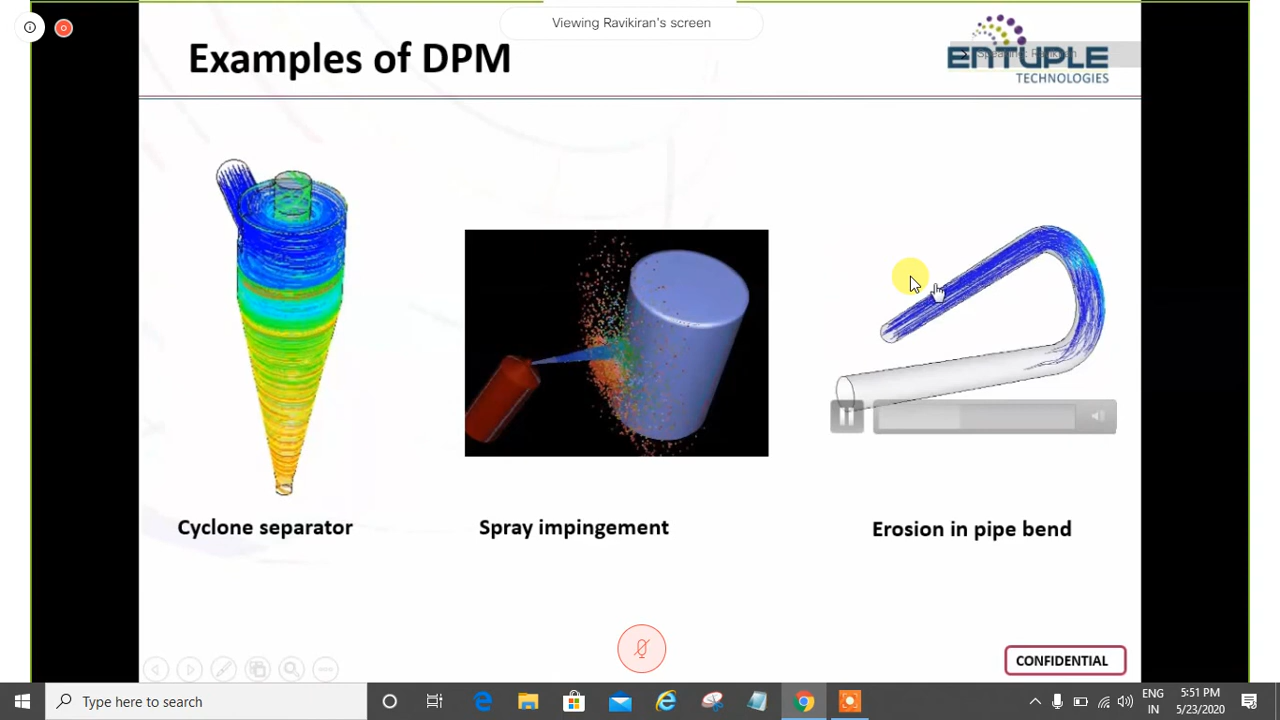 Viewing Ravikiran's screen
Examples of DPM
ENTUPLE
TECHNOLOGIES
Cyclone separator
Spray impingement
Erosion in pipe bend
CONFIDENTIAL
Type here to search
ENG
IN
5:51 PM
5/23/2020